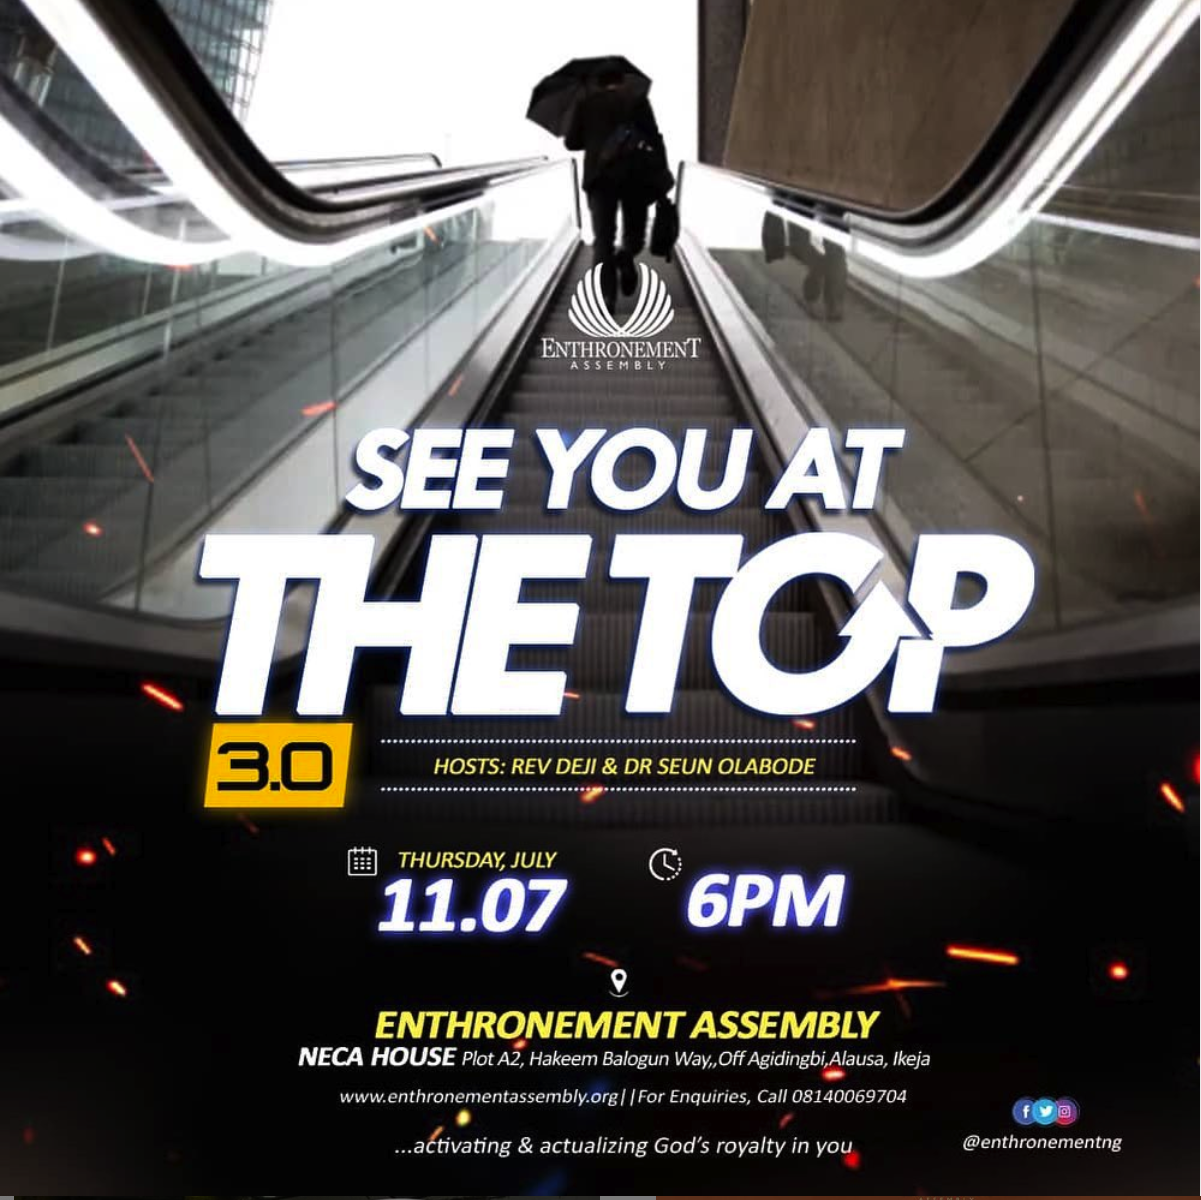 ENTHRONEMENT
ASSEMBLY
SEE YOU AT
THE TOP
3.0
HOSTS: REV DEJI & DR SEUN OLABODE
THURSDAY, JULY
11.07
6PM
ENTHRONEMENT ASSEMBLY
NECA HOUSE Plot A2, Hakeem Balogun Way,,Off Agidingbi,Alausa, Ikeja
www.enthronementassembly.org||For Enquiries, Call 08140069704
...activating & actualizing God's royalty in you
@enthronementng